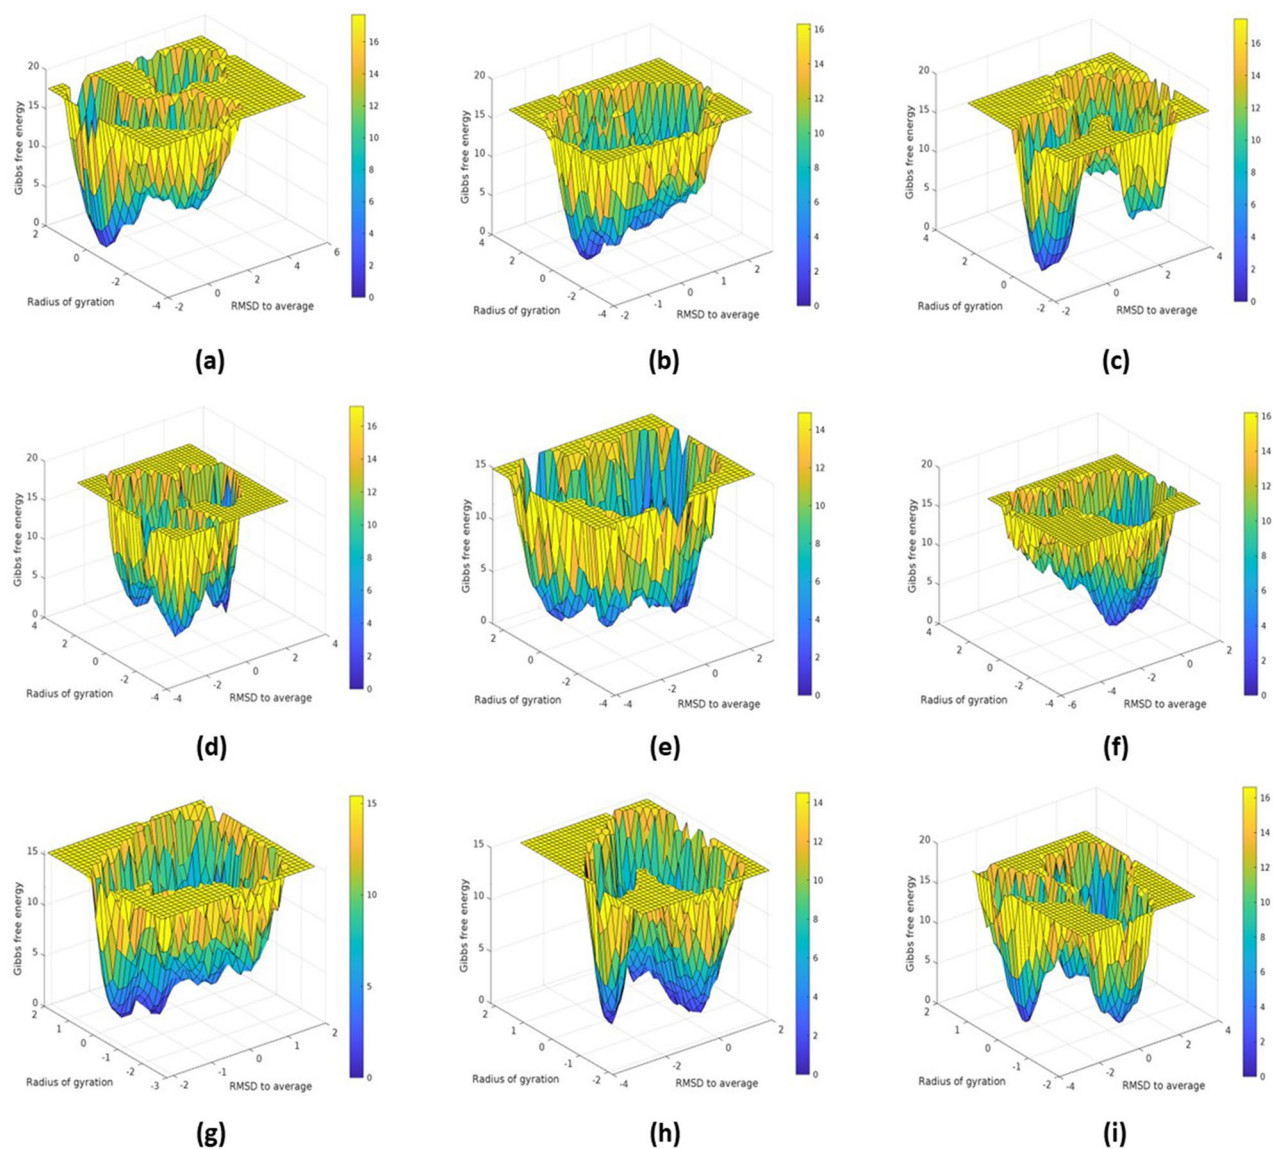 Gibbs free energy
20 15 10 5 0
2 0 -2 -4
Radius of gyration
-2 0 2 4 6
RMSD to average
16 14 12 10 8 6 4 2 0
(a)
Gibbs free energy
20 15 10 5 0
4 2 0 -2 -4
Radius of gyration
-2 -1 0 1 2
RMSD to average
16 14 12 10 8 6 4 2 0
(b)
Gibbs free energy
20 15 10 5 0
4 2 0 -2
Radius of gyration
-2 0 2 4
RMSD to average
16 14 12 10 8 6 4 2 0
(c)
Gibbs free energy
20 15 10 5 0
4 2 0 -2 -4
Radius of gyration
-4 -2 0 2 4
RMSD to average
16 14 12 10 8 6 4 2 0
(d)
Gibbs free energy
15 10 5 0
2 0 -2 -4
Radius of gyration
-4 -2 0 2
RMSD to average
14 12 10 8 6 4 2 0
(e)
Gibbs free energy
20 15 10 5 0
4 2 0 -2 -4
Radius of gyration
-6 -4 -2 0 2
RMSD to average
16 14 12 10 8 6 4 2 0
(f)
Gibbs free energy
15 10 5 0
2 1 0 -1 -2 -3
Radius of gyration
-2 -1 0 1 2
RMSD to average
15 10 5 0
(g)
Gibbs free energy
15 10 5 0
2 1 0 -1 -2
Radius of gyration
-4 -2 0 2
RMSD to average
14 12 10 8 6 4 2 0
(h)
Gibbs free energy
20 15 10 5 0
2 1 0 -1 -2
Radius of gyration
-4 -2 0 2 4
RMSD to average
16 14 12 10 8 6 4 2 0
(i)